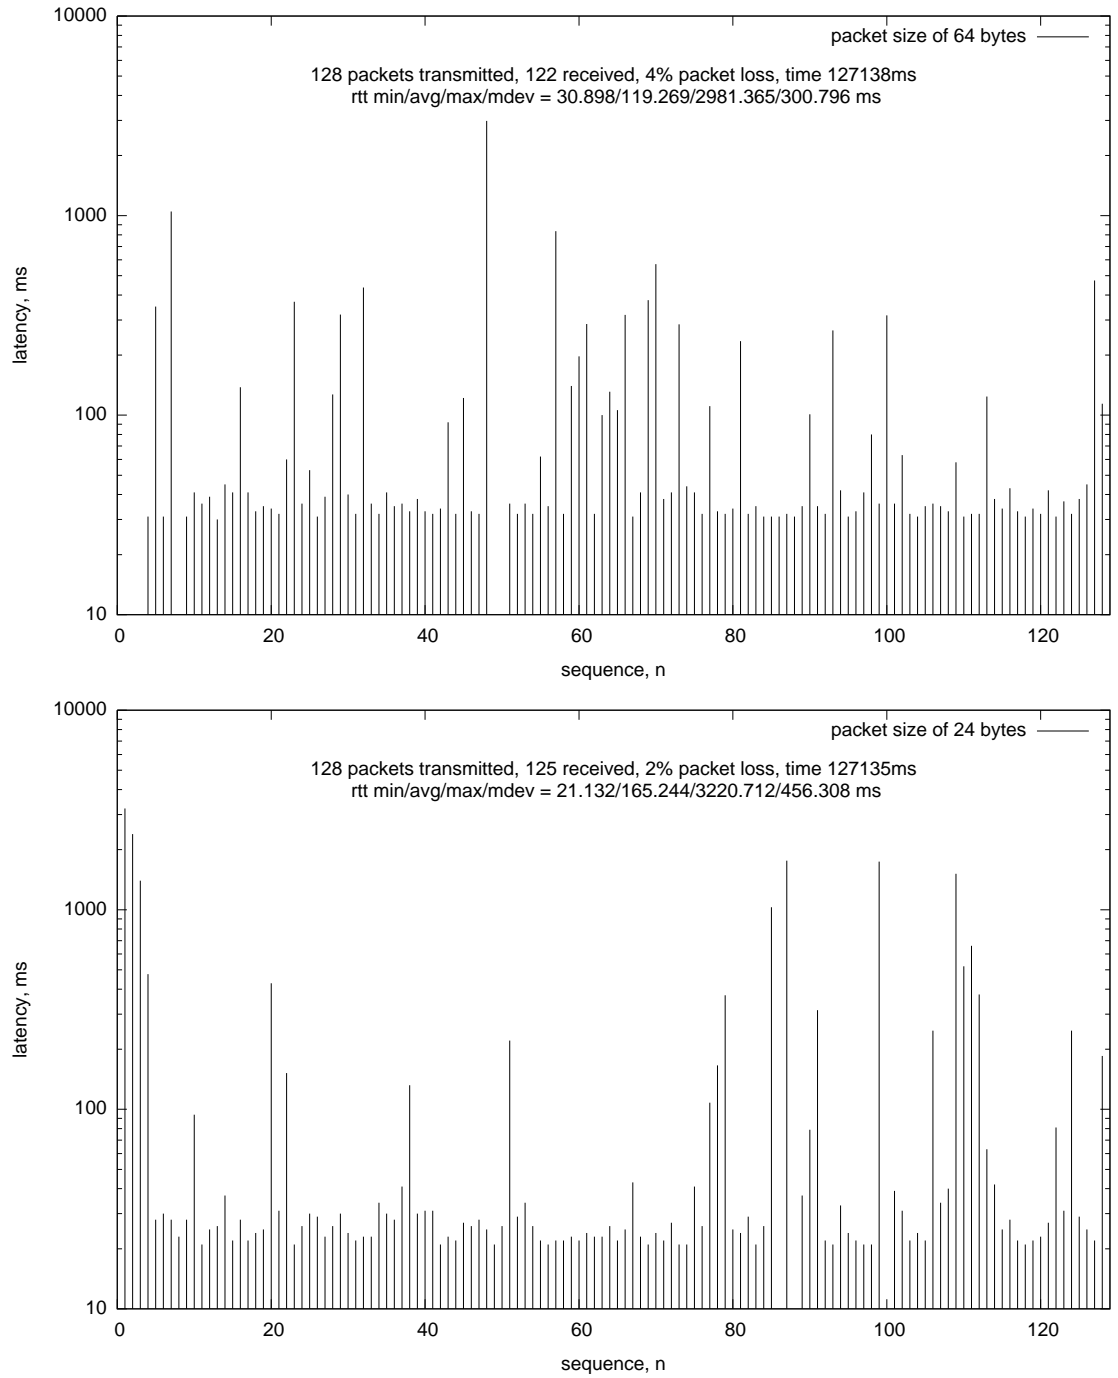 10000
packet size of 64 bytes
128 packets transmitted, 122 received, 4% packet loss, time 127138ms
rtt min/avg/max/mdev = 30.898/119.269/2981.365/300.796 ms
1000
latency, ms
100
10
0 20 40 60 80 100 120
sequence, n
10000
packet size of 24 bytes
128 packets transmitted, 125 received, 2% packet loss, time 127135ms
rtt min/avg/max/mdev = 21.132/165.244/3220.712/456.308 ms
1000
latency, ms
100
10
0 20 40 60 80 100 120
sequence, n